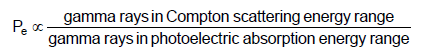 Pₑ ∝ gamma rays in Compton scattering energy range
gamma rays in photoelectric absorption energy range